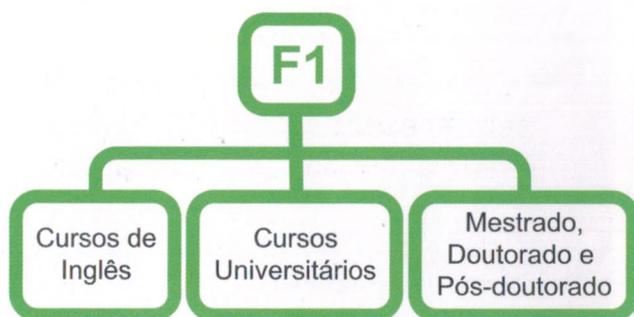 F1
Cursos de
Inglês
Cursos
Universitários
Mestrado,
Doutorado e
Pós-doutorado